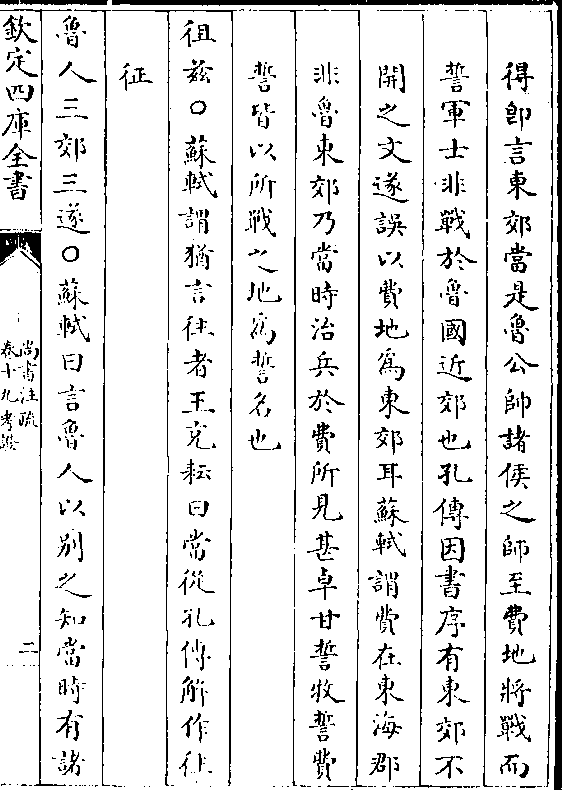 得卽言東郊當是魯公帥諸侯之師至費地將戰而
誓軍士非戰於魯國近郊也孔傳因書序有東郊不
開之文遂誤以費地爲東郊耳蘇軾謂費在東海郡
非魯東郊乃當時治兵於費所見甚卓甘誓牧誓費
誓皆以所戰之地爲誓名也
徂兹○蘇軾謂猶言往者王充耘曰當從孔傳解作往
征
魯人三郊三遂○蘇軾曰言魯人以別之知當時有諸
欽定四庫全書
尚書注疏
卷十九考證
二